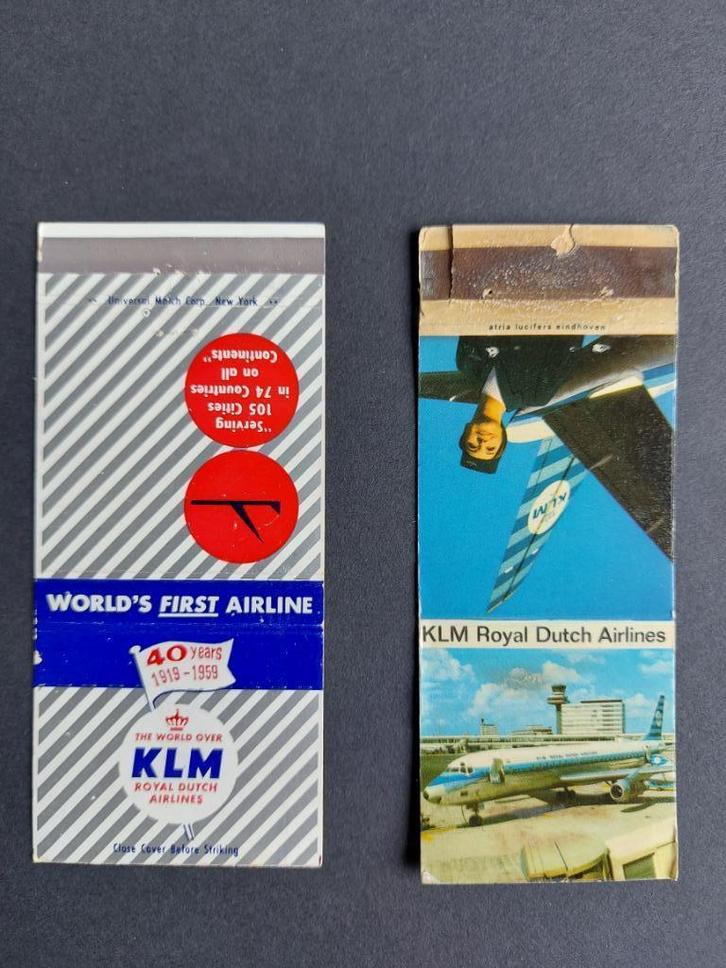 Universal Match Corp., New York
"Serving
105 Cities
in 74 Countries
on all
Continents"
WORLD'S FIRST AIRLINE
40 years
1919-1959
THE WORLD OVER
KLM
ROYAL DUTCH
AIRLINES
Close Cover Before Striking
atria lucifers eindhoven
KLM
KLM Royal Dutch Airlines